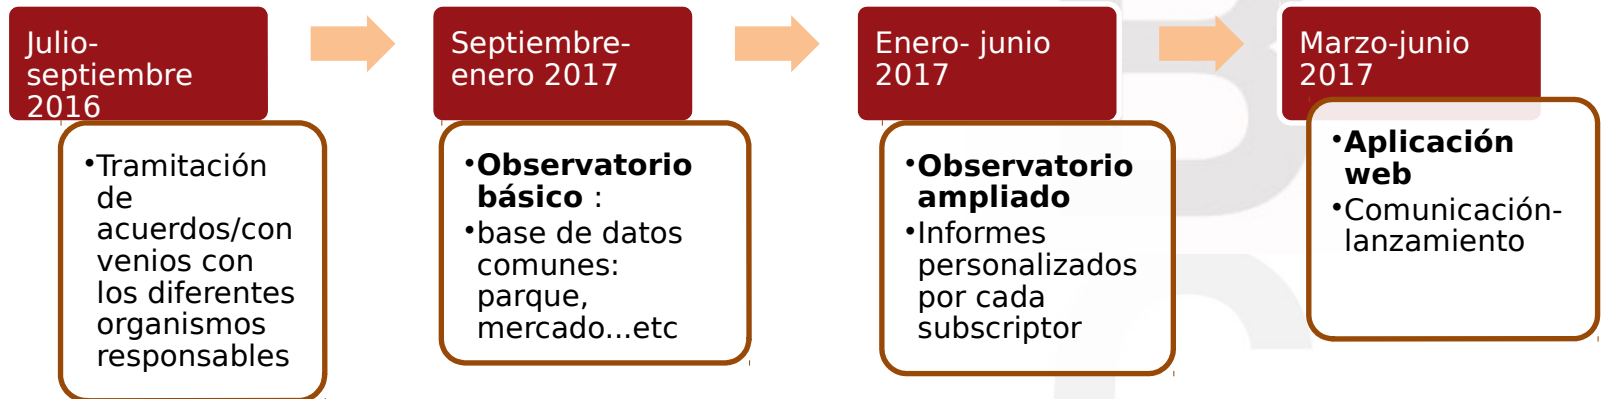 Julio-
septiembre
2016
•Tramitación
de
acuerdos/con
venios con
los diferentes
organismos
responsables
Septiembre-
enero 2017
•Observatorio
básico :
•base de datos
comunes:
parque,
mercado...etc
Enero- junio
2017
•Observatorio
ampliado
•Informes
personalizados
por cada
subscriptor
Marzo-junio
2017
•Aplicación
web
•Comunicación-
lanzamiento